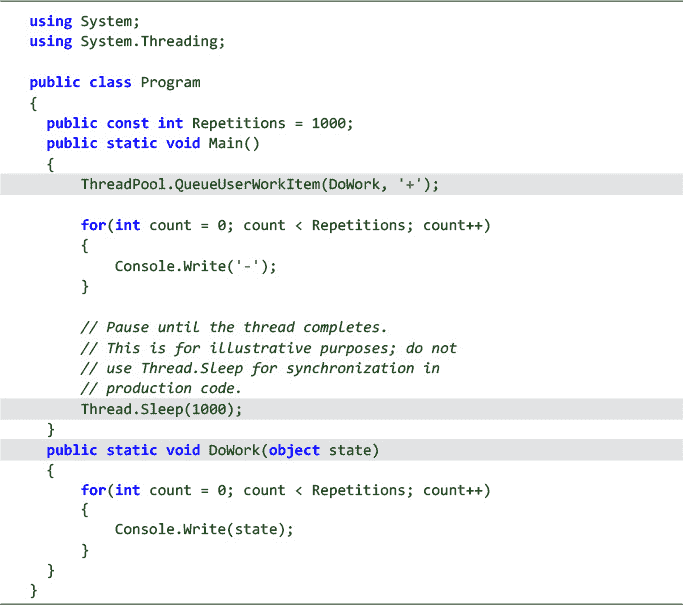 using System;
using System.Threading;
public class Program
{
public const int Repetitions = 1000;
public static void Main()
{
ThreadPool.QueueUserWorkItem(DoWork, '+');
for(int count = 0; count < Repetitions; count++)
{
Console.Write('-');
}
// Pause until the thread completes.
// This is for illustrative purposes; do not
// use Thread.Sleep for synchronization in
// production code.
Thread.Sleep(1000);
}
public static void DoWork(object state)
{
for(int count = 0; count < Repetitions; count++)
{
Console.Write(state);
}
}
}